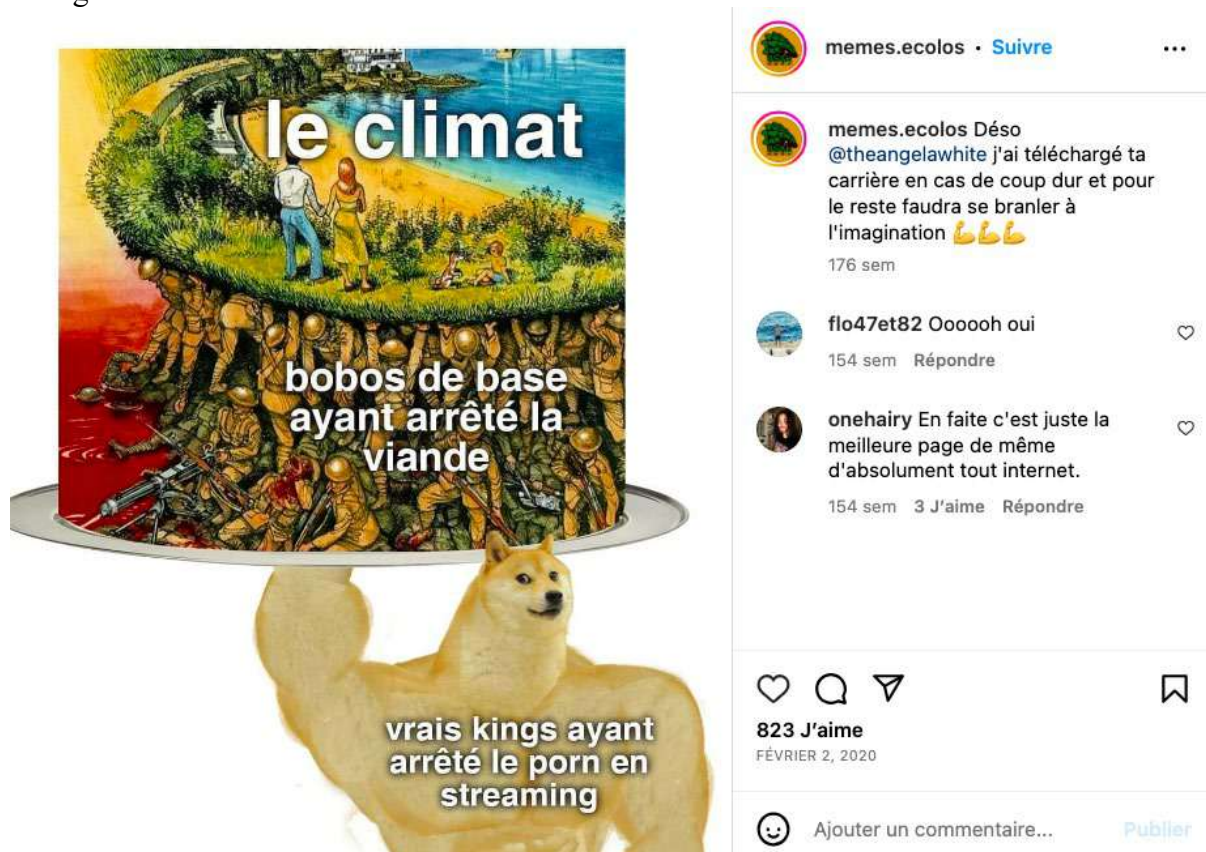 le climat
bobos de base
ayant arrêté la
viande
vrais kings ayant
arrêté le porn en
streaming
memes.ecolos • Suivre
memes.ecolos Déso
@theangelawhite j'ai téléchargé ta
carrière en cas de coup dur et pour
le reste faudra se branler à
l'imagination 💪💪💪
176 sem
flo47et82 Oooooh oui
154 sem Répondre
onehairy En faite c'est juste la
meilleure page de même
d'absolument tout internet.
154 sem 3 J'aime Répondre
823 J'aime
FÉVRIER 2, 2020
Ajouter un commentaire... Publier